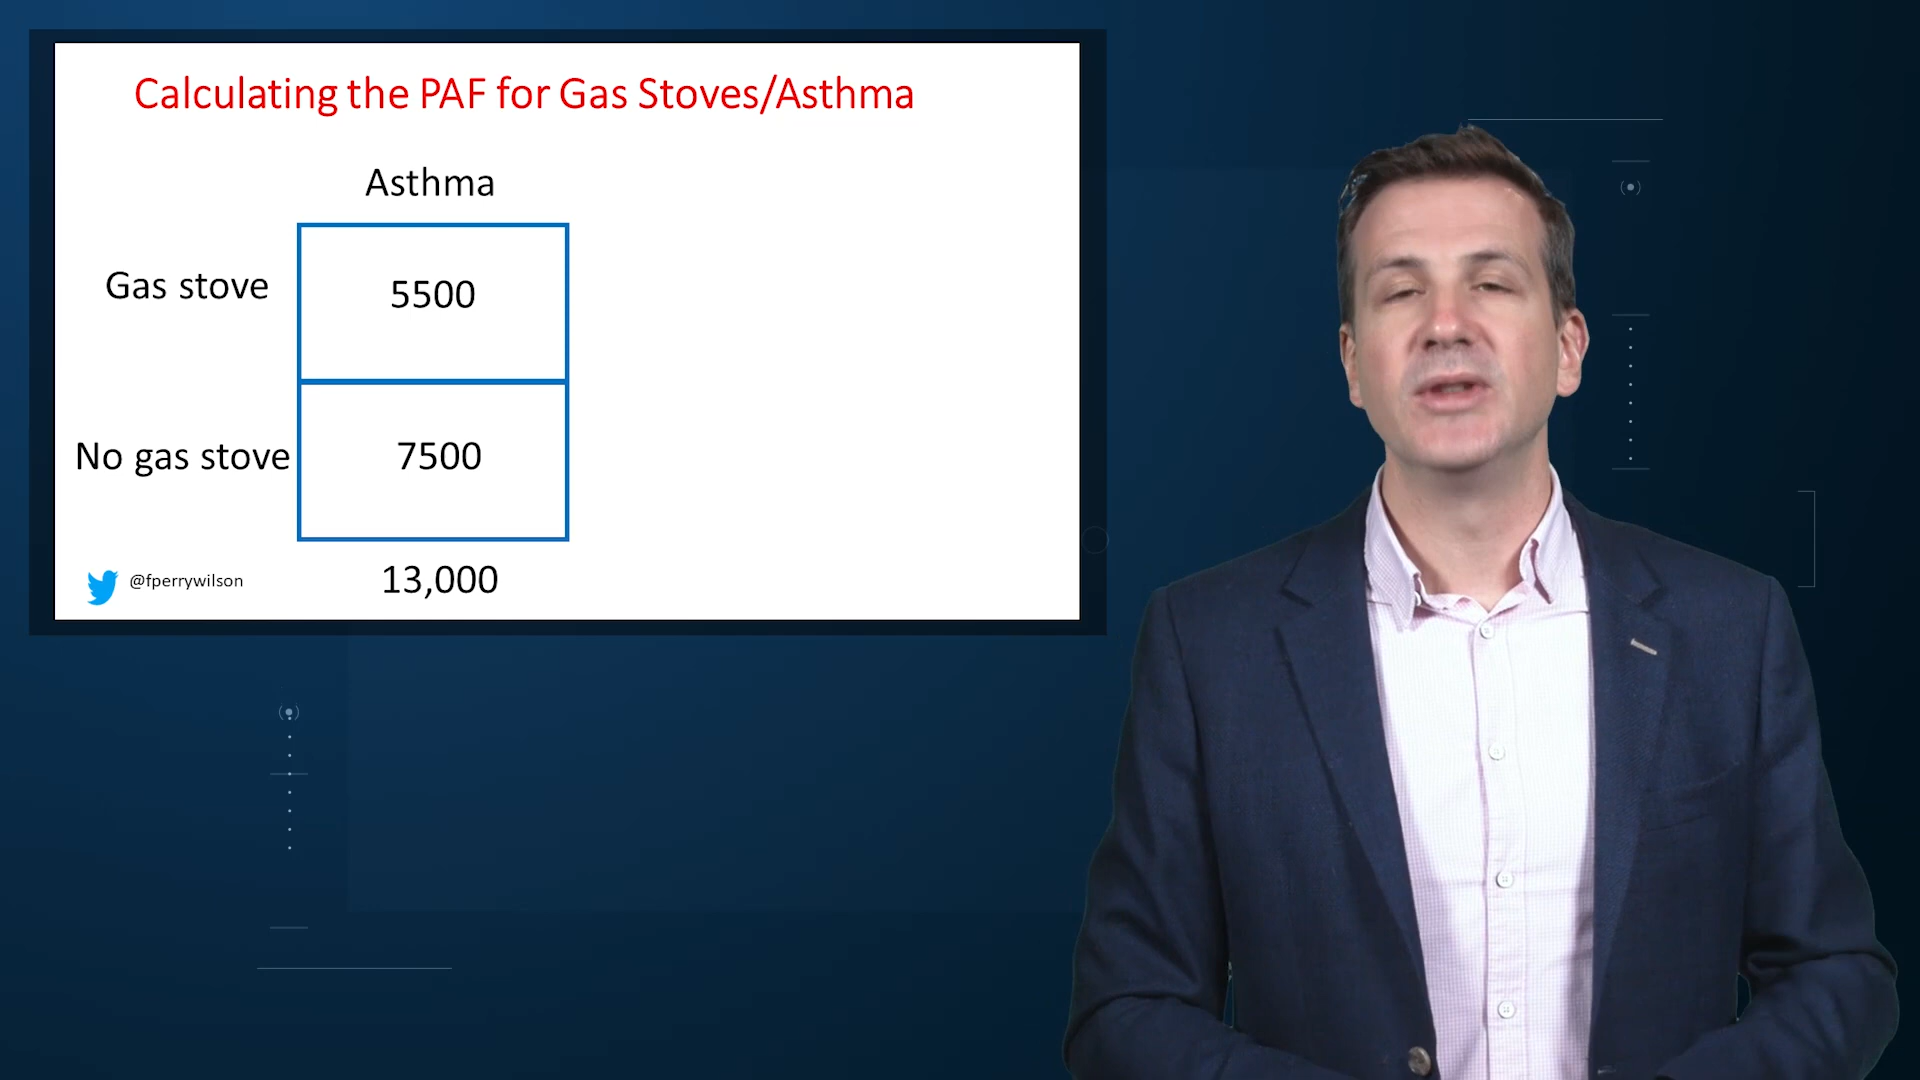 Calculating the PAF for Gas Stoves/Asthma
Asthma
Gas stove
5500
No gas stove
7500
@fperrywilson
13,000